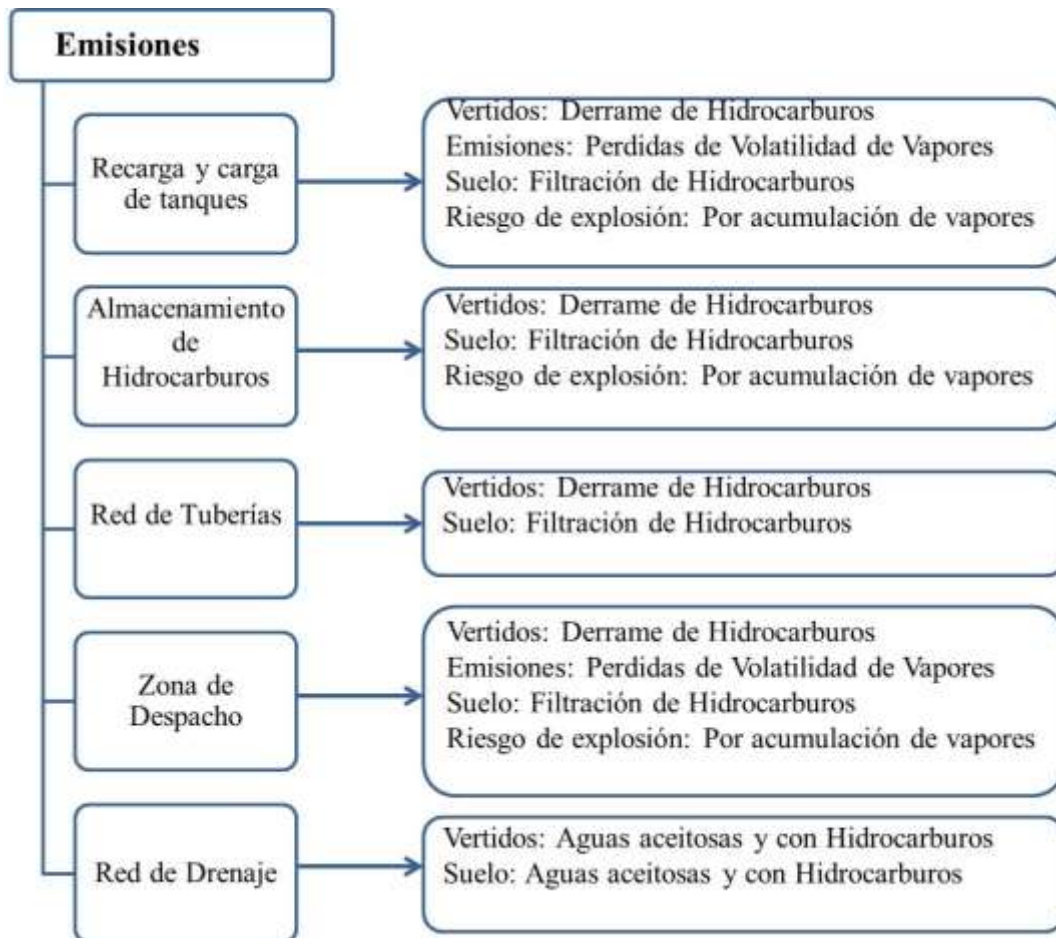 Emisiones
Recarga y carga
de tanques
Vertidos: Derrame de Hidrocarburos
Emisiones: Perdidas de Volatilidad de Vapores
Suelo: Filtración de Hidrocarburos
Riesgo de explosión: Por acumulación de vapores
Almacenamiento
de
Hidrocarburos
Vertidos: Derrame de Hidrocarburos
Suelo: Filtración de Hidrocarburos
Riesgo de explosión: Por acumulación de vapores
Red de Tuberías
Vertidos: Derrame de Hidrocarburos
Suelo: Filtración de Hidrocarburos
Zona de
Despacho
Vertidos: Derrame de Hidrocarburos
Emisiones: Perdidas de Volatilidad de Vapores
Suelo: Filtración de Hidrocarburos
Riesgo de explosión: Por acumulación de vapores
Red de Drenaje
Vertidos: Aguas aceitosas y con Hidrocarburos
Suelo: Aguas aceitosas y con Hidrocarburos